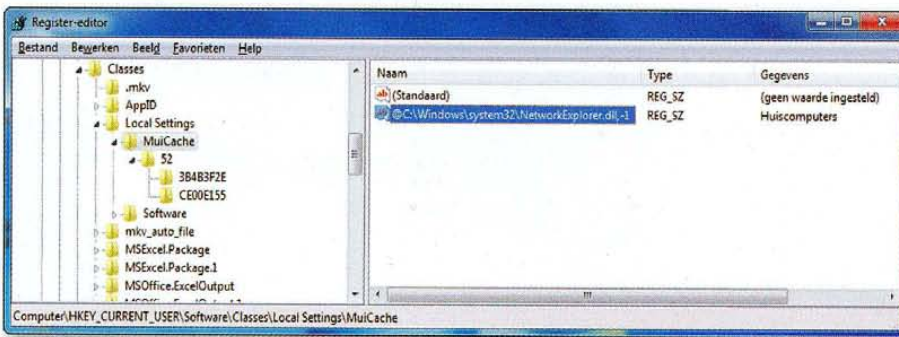 Register-editor
Bestand Bewerken Beeld Favorieten Help
Classes
.mkv
AppID
Local Settings
MuiCache
52
3B4B3F2E
CE00E155
Software
mkv_auto_file
MSExcel.Package
MSExcel.Package.1
MSOffice.ExcelOutput
Naam Type Gegevens
(Standaard) REG_SZ (geen waarde ingesteld)
@C:\Windows\system32\NetworkExplorer.dll,-1 REG_SZ Huiscomputers
Computer\HKEY_CURRENT_USER\Software\Classes\Local Settings\MuiCache